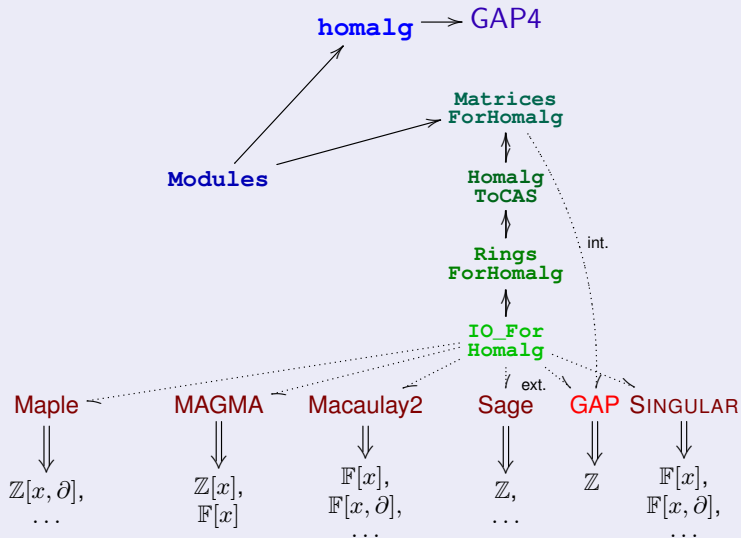 homalg
GAP4
Matrices
ForHomalg
Modules
Homalg
ToCAS
int.
Rings
ForHomalg
IO_For
Homalg
ext.
Maple
MAGMA
Macaulay2
Sage
GAP
SINGULAR
ℤ[x, ∂],
...
ℤ[x],
𝔽[x]
𝔽[x],
𝔽[x, ∂],
...
ℤ,
...
ℤ
𝔽[x],
𝔽[x, ∂],
...